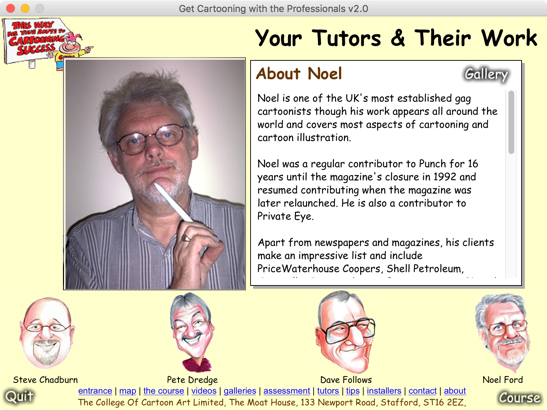 Get Cartooning with the Professionals v2.0
THIS WAY
FOR YOUR ROUTE TO
CARTOONING
SUCCESS
Your Tutors & Their Work
About Noel
Gallery
Noel is one of the UK's most established gag
cartoonists though his work appears all around the
world and covers most aspects of cartooning and
cartoon illustration.
Noel was a regular contributor to Punch for 16
years until the magazine's closure in 1992 and
resumed contributing when the magazine was
later relaunched. He is also a contributor to
Private Eye.
Apart from newspapers and magazines, his clients
make an impressive list and include
PriceWaterhouse Coopers, Shell Petroleum,
Steve Chadburn
Pete Dredge
Dave Follows
Noel Ford
Quit
entrance | map | the course | videos | galleries | assessment | tutors | tips | installers | contact | about
The College Of Cartoon Art Limited, The Moat House, 133 Newport Road, Stafford, ST16 2EZ,
Course